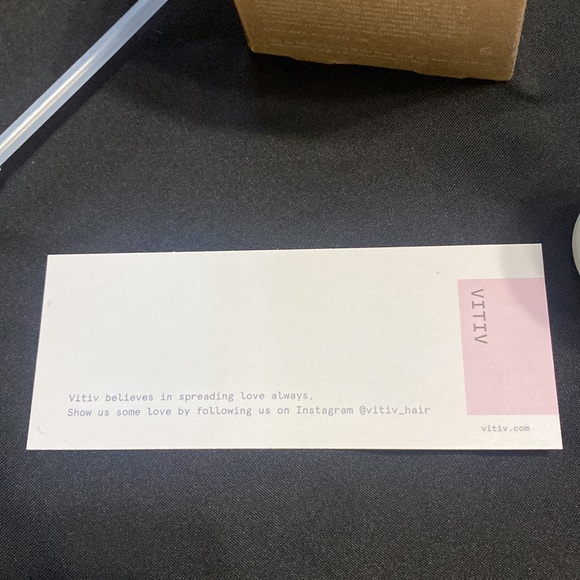 Vitiv believes in spreading love always,
Show us some love by following us on Instagram @vitiv_hair
VITIV
vitiv.com